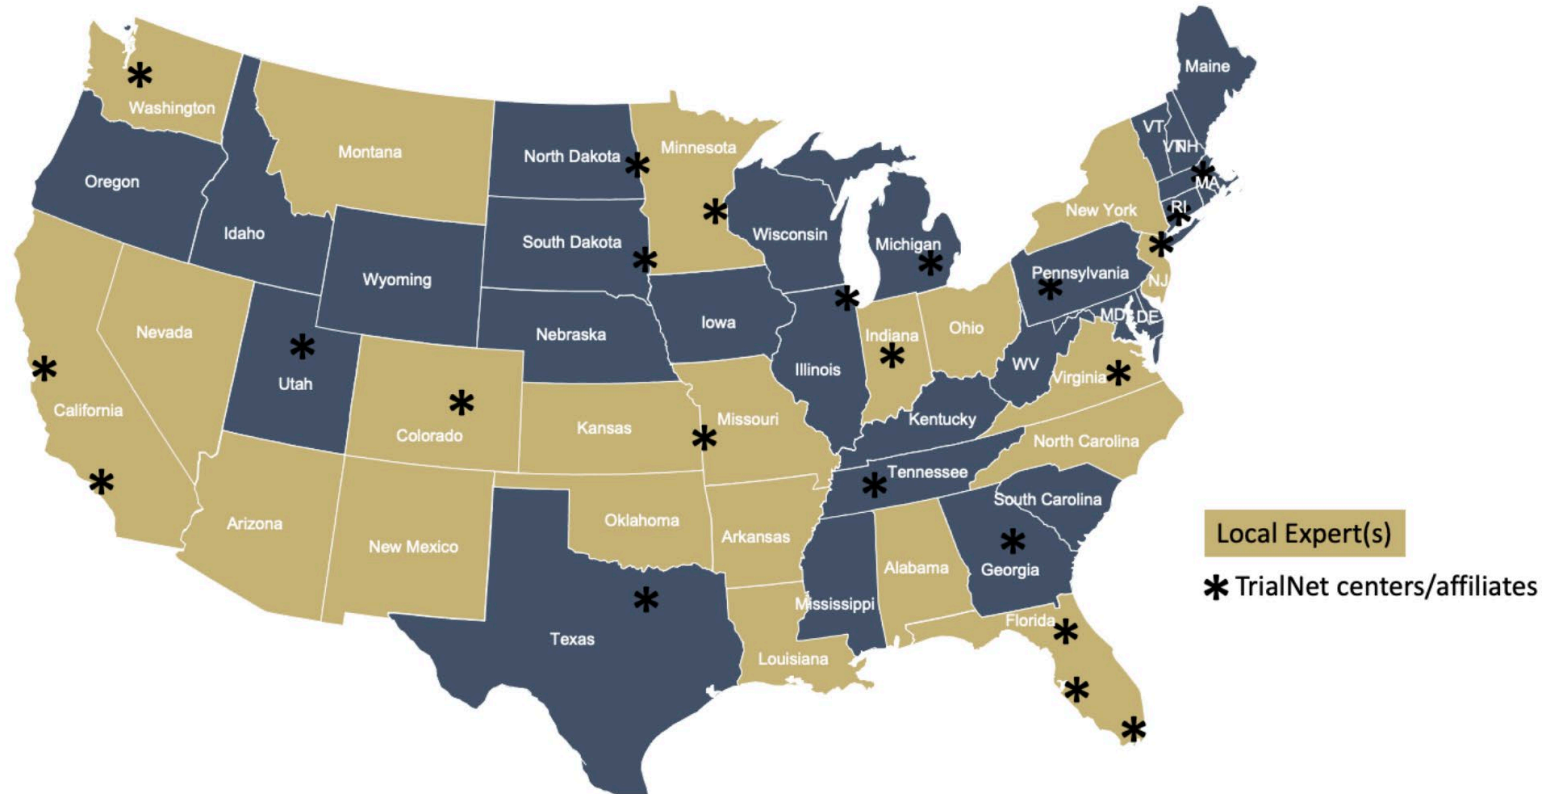 Maine
Washington
VT
VT
NH
Montana
North Dakota
Minnesota
Oregon
MA
RI
New York
Idaho
South Dakota
Wisconsin
Michigan
Wyoming
Pennsylvania
NJ
Nevada
Nebraska
Iowa
MD
DE
Indiana
Ohio
Utah
Illinois
WV
Virginia
California
Colorado
Kansas
Missouri
Kentucky
North Carolina
Tennessee
South Carolina
Arizona
New Mexico
Oklahoma
Arkansas
Alabama
Georgia
Mississippi
Florida
Texas
Louisiana
Local Expert(s)
* TrialNet centers/affiliates